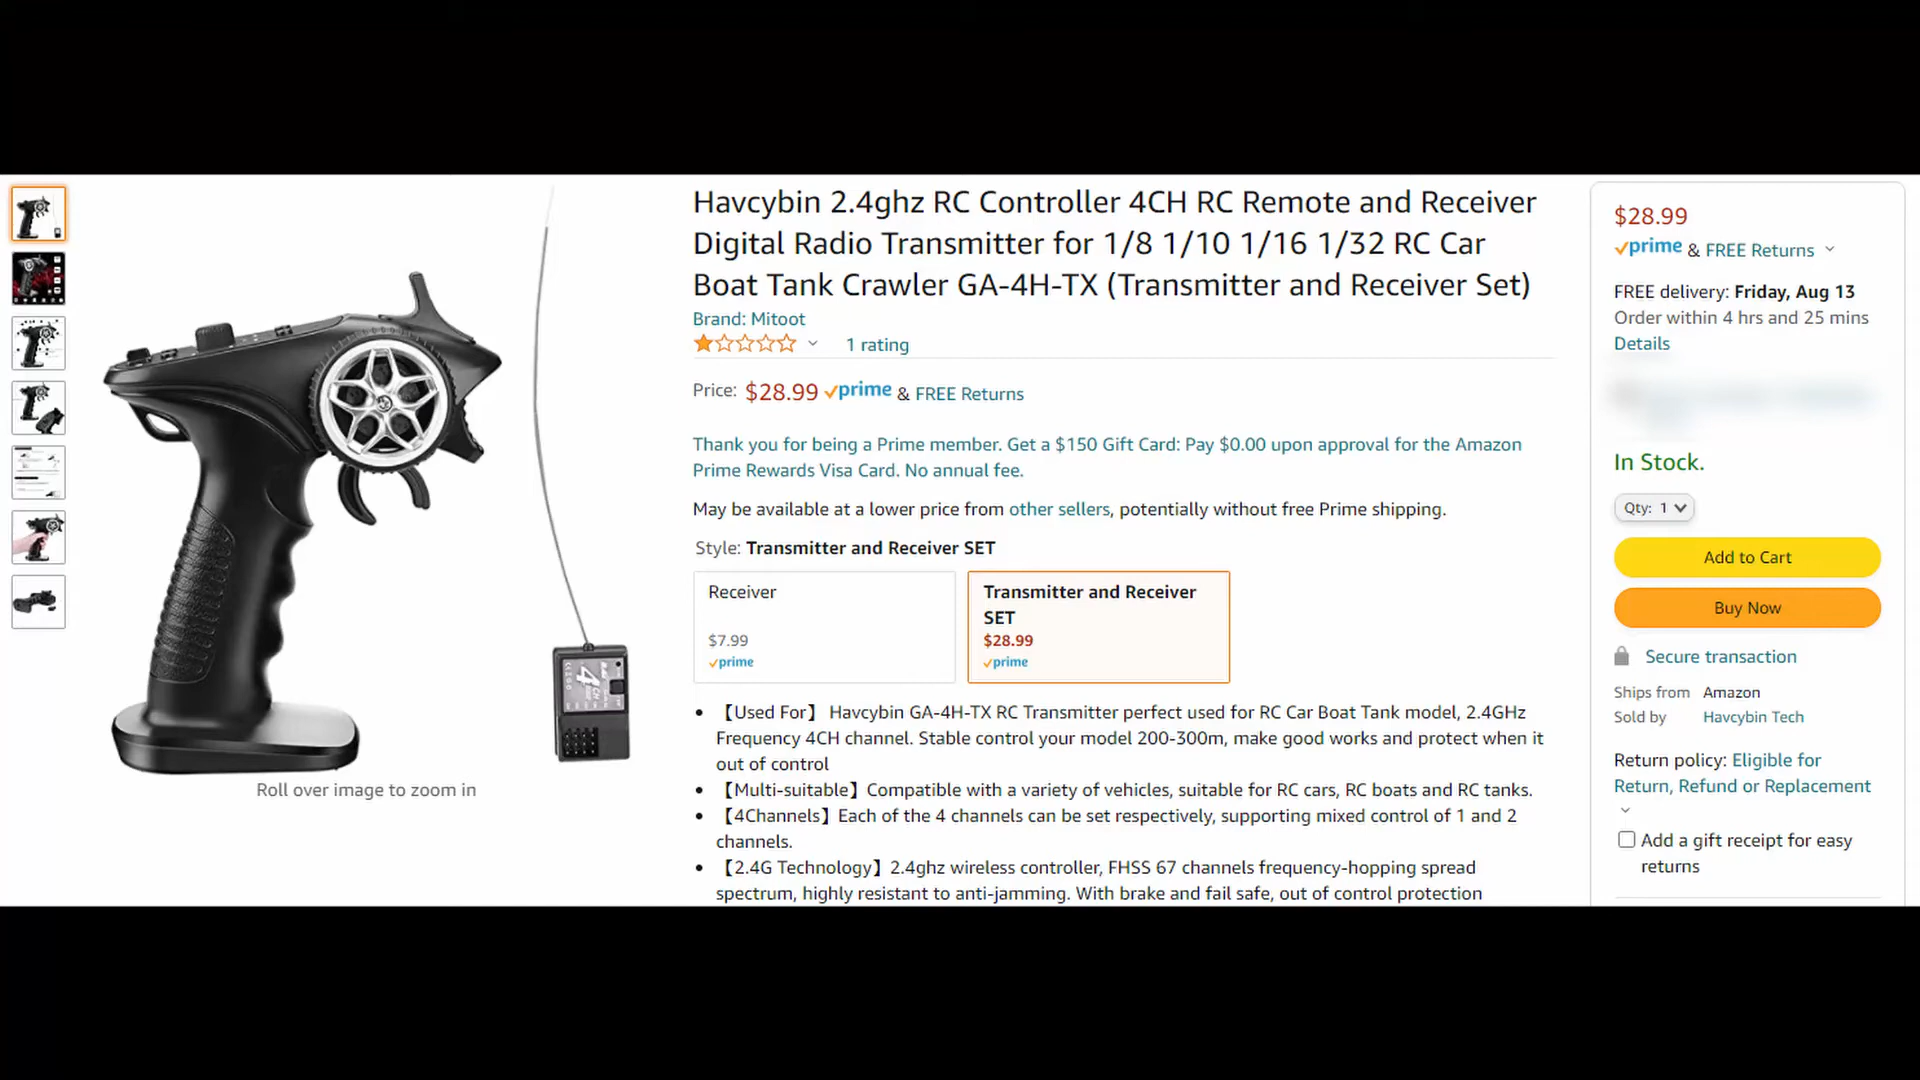 Havcybin 2.4ghz RC Controller 4CH RC Remote and Receiver
Digital Radio Transmitter for 1/8 1/10 1/16 1/32 RC Car
Boat Tank Crawler GA-4H-TX (Transmitter and Receiver Set)
Brand: Mitoot
1 rating
Price: $28.99 prime & FREE Returns
Thank you for being a Prime member. Get a $150 Gift Card: Pay $0.00 upon approval for the Amazon
Prime Rewards Visa Card. No annual fee.
May be available at a lower price from other sellers, potentially without free Prime shipping.
Style: Transmitter and Receiver SET
Receiver
$7.99
prime
Transmitter and Receiver
SET
$28.99
prime
• 【Used For】 Havcybin GA-4H-TX RC Transmitter perfect used for RC Car Boat Tank model, 2.4GHz
Frequency 4CH channel. Stable control your model 200-300m, make good works and protect when it
out of control
• 【Multi-suitable】Compatible with a variety of vehicles, suitable for RC cars, RC boats and RC tanks.
• 【4Channels】Each of the 4 channels can be set respectively, supporting mixed control of 1 and 2
channels.
• 【2.4G Technology】2.4ghz wireless controller, FHSS 67 channels frequency-hopping spread
spectrum, highly resistant to anti-jamming. With brake and fail safe, out of control protection
4CH
Roll over image to zoom in
$28.99
prime & FREE Returns
FREE delivery: Friday, Aug 13
Order within 4 hrs and 25 mins
Details
In Stock.
Qty: 1
Add to Cart
Buy Now
Secure transaction
Ships from Amazon
Sold by Havcybin Tech
Return policy: Eligible for
Return, Refund or Replacement
Add a gift receipt for easy
returns